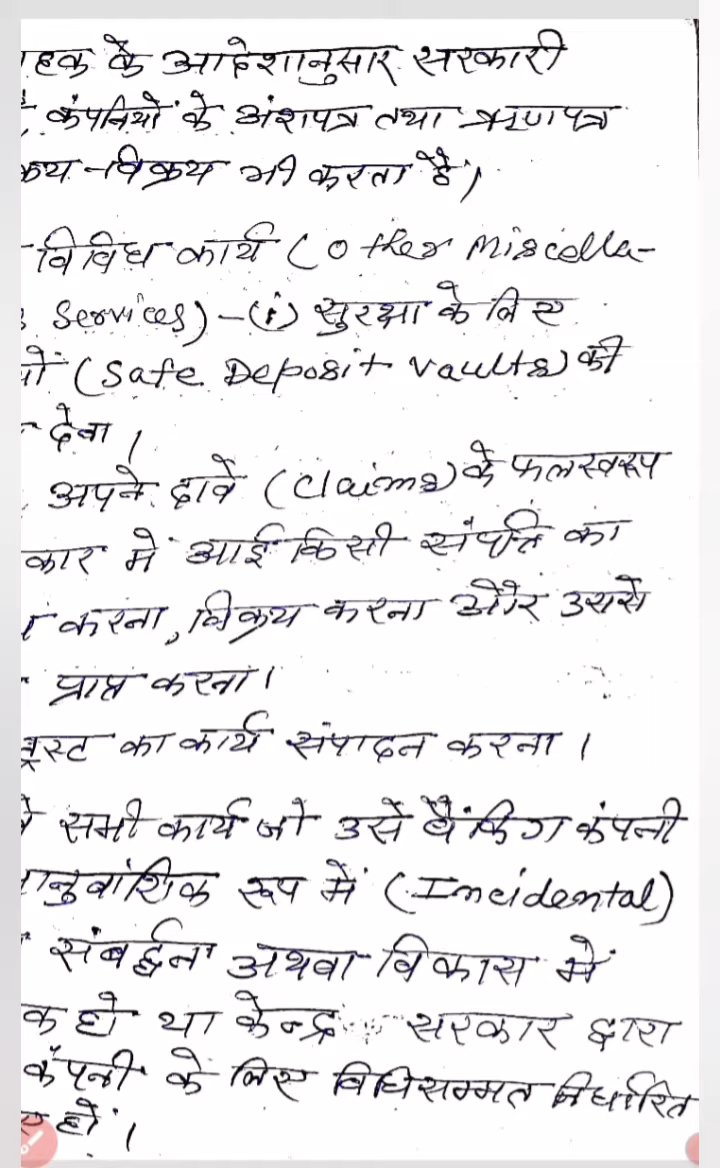 ाहक के आदेशानुसार सरकारी
कंपनियों के अंशपत्र तथा ऋणपत्र
क्रय-विक्रय भी करता है।
- विविध कार्य (Other Miscella-
Services) - (i) सुरक्षा के लिए
(Safe Deposit Vaults) की
देना।
अपने दावे (Claims) के फलस्वरूप
कार में आई किसी संपत्ति का
करना, विक्रय करना और उससे
प्राप्त करना।
ट्रस्ट का कार्य संपादन करना।
सभी कार्य जो उसे बैंकिंग कंपनी
ानुवांशिक रूप में (Incidental)
संबर्द्धन अथवा विकास में
क हो या केन्द्र सरकार द्वारा
कंपनी के लिए विधिसम्मत निर्धारित
हो।